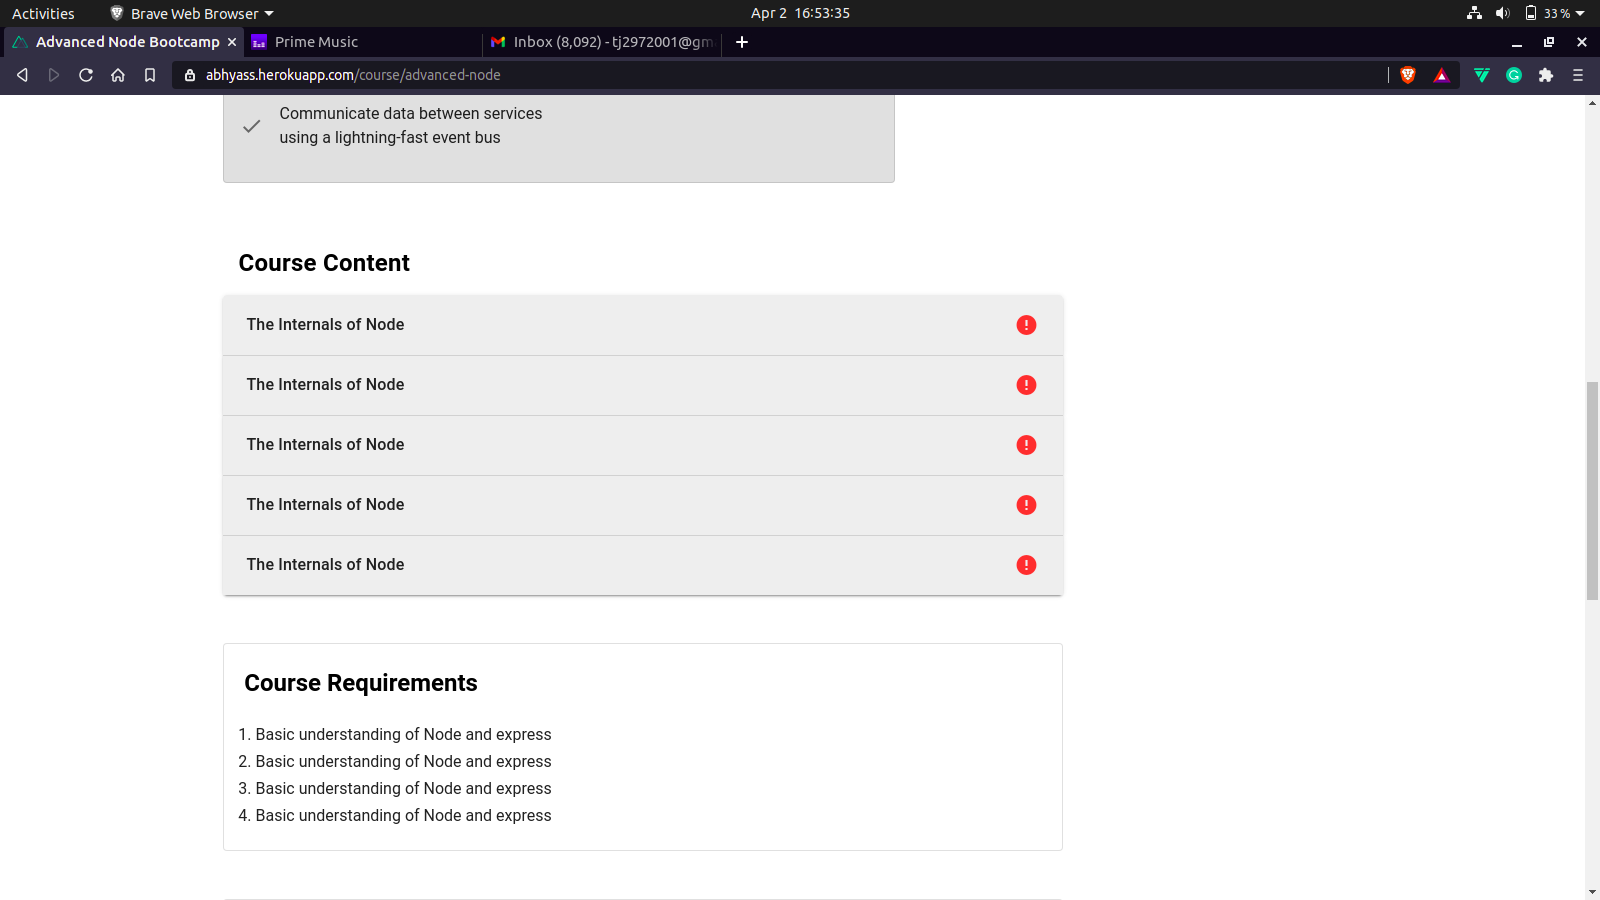 Activities
Brave Web Browser
Apr 2 16:53:35
33 %
Advanced Node Bootcamp
Prime Music
Inbox (8,092) - tj2972001@gm
abhyass.herokuapp.com/course/advanced-node
Communicate data between services
using a lightning-fast event bus
Course Content
The Internals of Node
The Internals of Node
The Internals of Node
The Internals of Node
The Internals of Node
Course Requirements
1. Basic understanding of Node and express
2. Basic understanding of Node and express
3. Basic understanding of Node and express
4. Basic understanding of Node and express